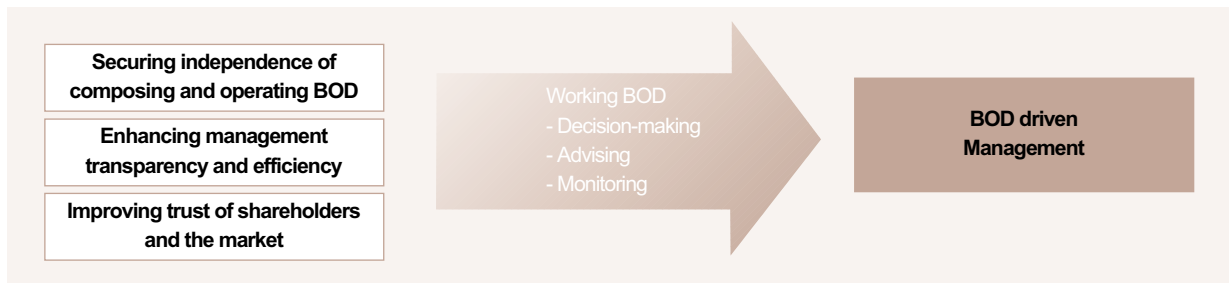 Securing independence of
composing and operating BOD
Enhancing management
transparency and efficiency
Improving trust of shareholders
and the market
Working BOD
- Decision-making
- Advising
- Monitoring
BOD driven
Management